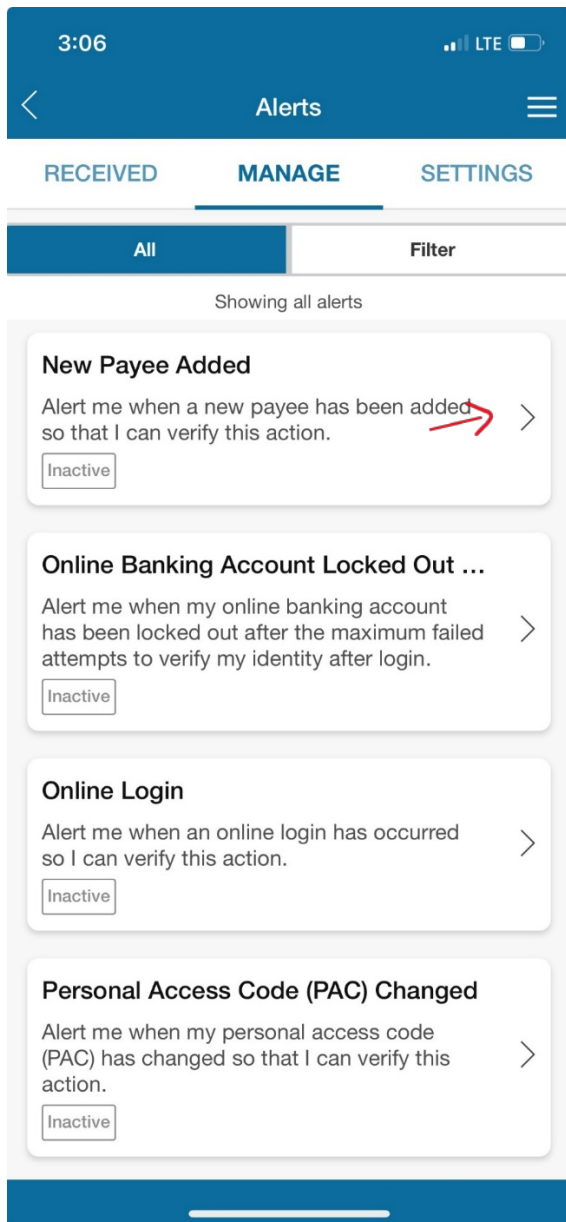 3:06 LTE
Alerts
RECEIVED MANAGE SETTINGS
All Filter
Showing all alerts
New Payee Added
Alert me when a new payee has been added
so that I can verify this action.
Inactive
Online Banking Account Locked Out ...
Alert me when my online banking account
has been locked out after the maximum failed
attempts to verify my identity after login.
Inactive
Online Login
Alert me when an online login has occurred
so I can verify this action.
Inactive
Personal Access Code (PAC) Changed
Alert me when my personal access code
(PAC) has changed so that I can verify this
action.
Inactive